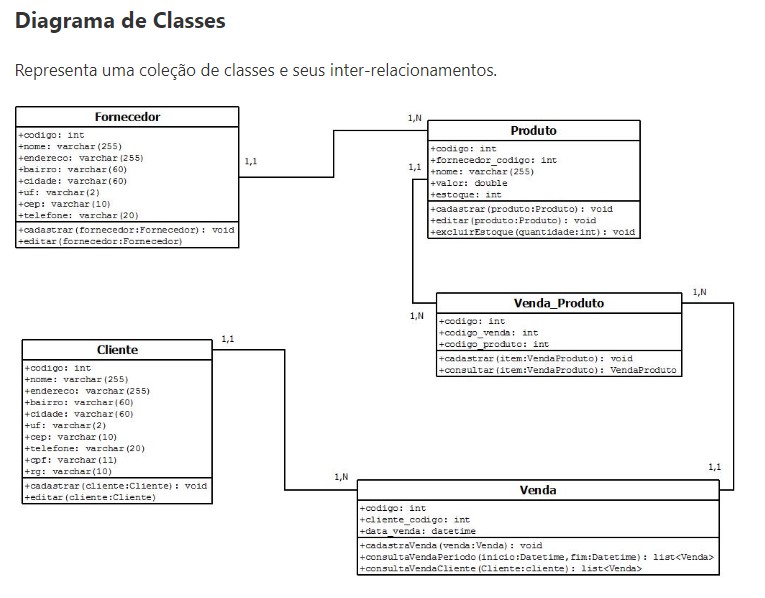 Diagrama de Classes
Representa uma coleção de classes e seus inter-relacionamentos.
Fornecedor
+codigo: int
+nome: varchar(255)
+endereco: varchar(255)
+bairro: varchar(60)
+cidade: varchar(60)
+uf: varchar(2)
+cep: varchar(10)
+telefone: varchar(20)
+cadastrar(fornecedor:Fornecedor): void
+editar(fornecedor:Fornecedor)
1,1
1,N
Produto
+codigo: int
+fornecedor_codigo: int
+nome: varchar(255)
+valor: double
+estoque: int
+cadastrar(produto:Produto): void
+editar(produto:Produto): void
+excluirEstoque(quantidade:int): void
1,1
1,N
Venda_Produto
+codigo: int
+codigo_venda: int
+codigo_produto: int
+cadastrar(item:VendaProduto): void
+consultar(item:VendaProduto): VendaProduto
1,N
1,1
Cliente
+codigo: int
+nome: varchar(255)
+endereco: varchar(255)
+bairro: varchar(60)
+cidade: varchar(60)
+uf: varchar(2)
+cep: varchar(10)
+telefone: varchar(20)
+cpf: varchar(11)
+rg: varchar(10)
+cadastrar(cliente:Cliente): void
+editar(cliente:Cliente)
1,1
1,N
Venda
+codigo: int
+cliente_codigo: int
+data_venda: datetime
+cadastraVenda(venda:Venda): void
+consultaVendaPeriodo(inicio:Datetime,fim:Datetime): list<Venda>
+consultaVendaCliente(Cliente:cliente): list<Venda>